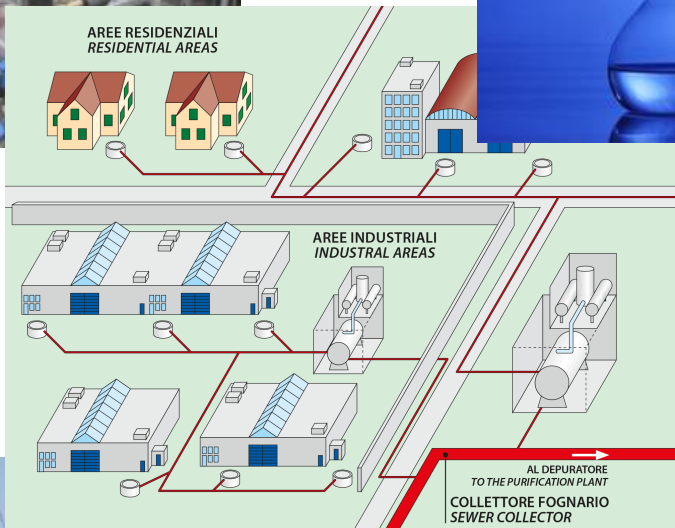 AREE RESIDENZIALI
RESIDENTIAL AREAS
AREE INDUSTRIALI
INDUSTRAL AREAS
AL DEPURATORE
TO THE PURIFICATION PLANT
COLLETTORE FOGNARIO
SEWER COLLECTOR